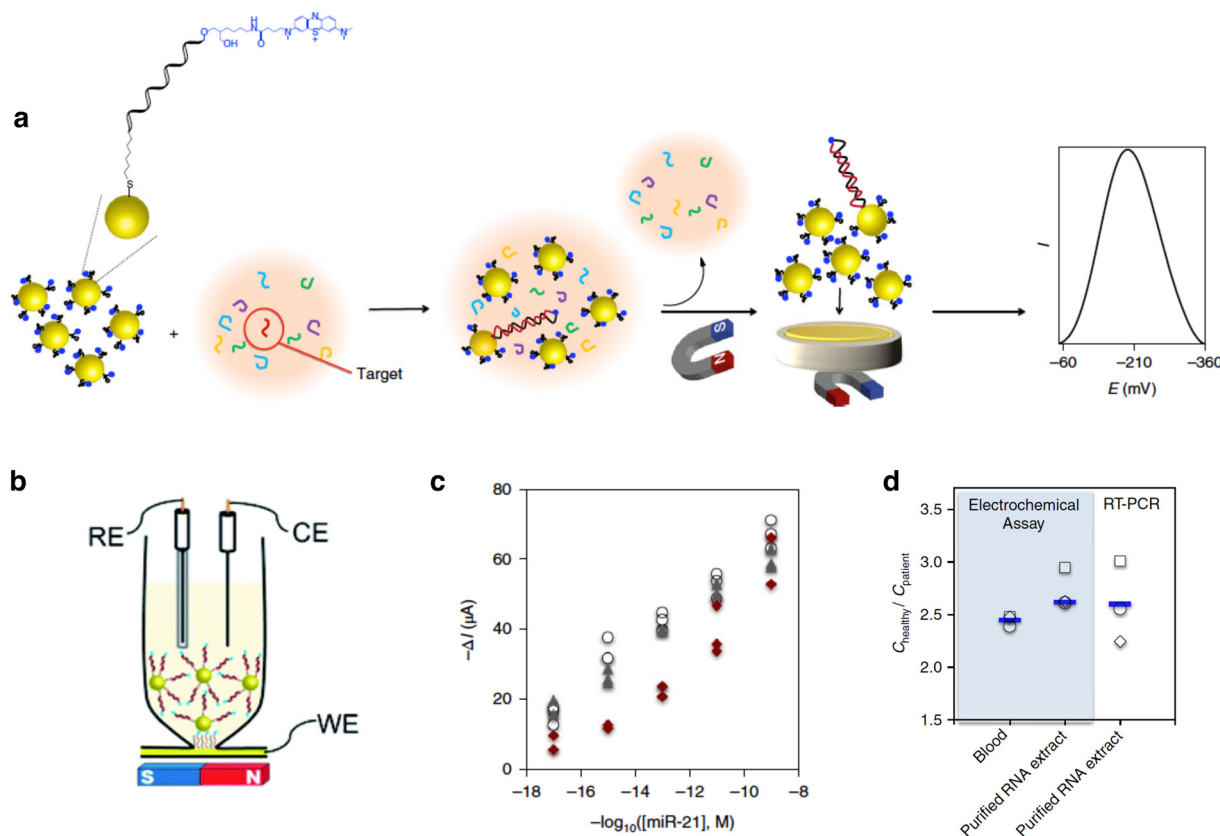 O
H
N
O
OH
N
N
S
+
N
a
S
+
Target
S
N
I
−60
−210
−360
E (mV)
b
RE
CE
WE
S
N
c
80
60
40
20
0
−ΔI (μA)
−18
−16
−14
−12
−10
−8
−log₁₀([miR-21], M)
d
Electrochemical
Assay
RT-PCR
3.5
3.0
2.5
2.0
1.5
C_healthy / C_patient
Blood
Purified RNA extract
Purified RNA extract